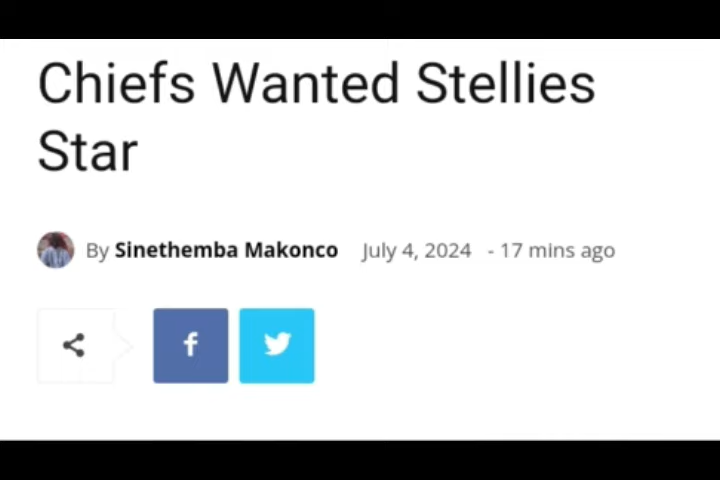 Chiefs Wanted Stellies
Star
By Sinethemba Makonco July 4, 2024 - 17 mins ago
f